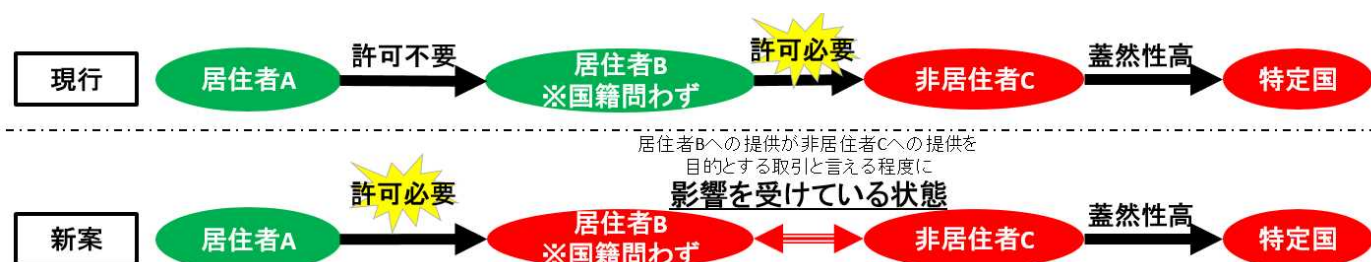 現行
居住者A
許可不要
居住者B
※国籍問わず
許可必要
非居住者C
蓋然性高
特定国
居住者Bへの提供が非居住者Cへの提供を
目的とする取引と言える程度に
影響を受けている状態
新案
居住者A
許可必要
居住者B
※国籍問わず
非居住者C
蓋然性高
特定国